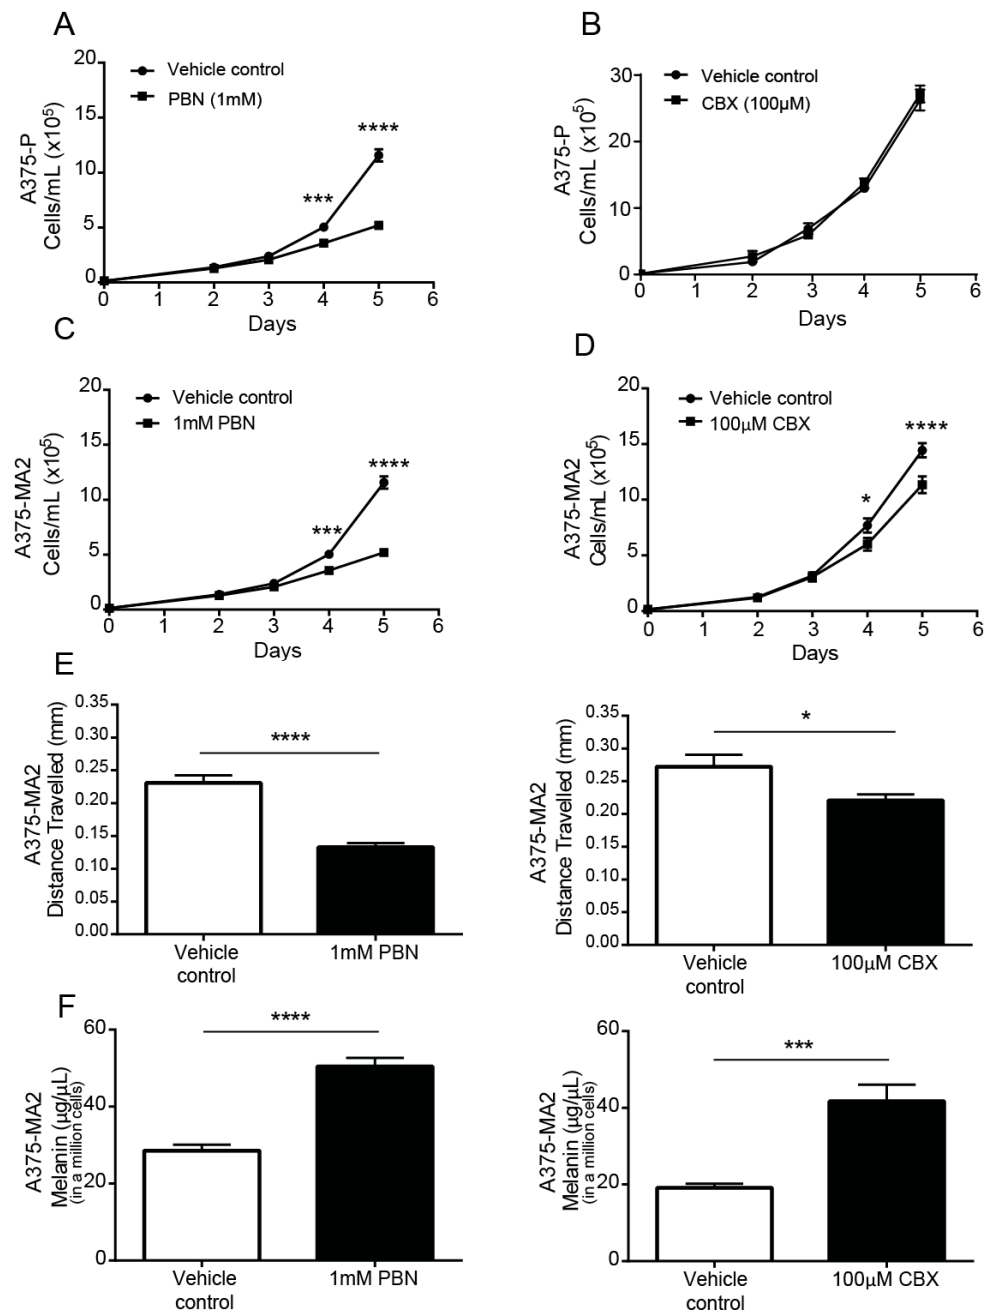 A
A375-P
Cells/mL (x10⁵)
20
15
10
5
0
Vehicle control
PBN (1mM)
***
****
0 1 2 3 4 5 6
Days
B
A375-P
Cells/mL (x10⁵)
30
20
10
0
Vehicle control
CBX (100µM)
0 1 2 3 4 5 6
Days
C
A375-MA2
Cells/mL (x10⁵)
20
15
10
5
0
Vehicle control
1mM PBN
***
****
0 1 2 3 4 5 6
Days
D
A375-MA2
Cells/mL (x10⁵)
20
15
10
5
0
Vehicle control
100µM CBX
*
****
0 1 2 3 4 5 6
Days
E
A375-MA2
Distance Travelled (mm)
0.35
0.30
0.25
0.20
0.15
0.10
0.05
0.00
****
Vehicle
control
1mM PBN
A375-MA2
Distance Travelled (mm)
0.35
0.30
0.25
0.20
0.15
0.10
0.05
0.00
*
Vehicle
control
100µM CBX
F
A375-MA2
Melanin (µg/µL)
(in a million cells)
60
40
20
0
****
Vehicle
control
1mM PBN
A375-MA2
Melanin (µg/µL)
(in a million cells)
60
40
20
0
***
Vehicle
control
100µM CBX